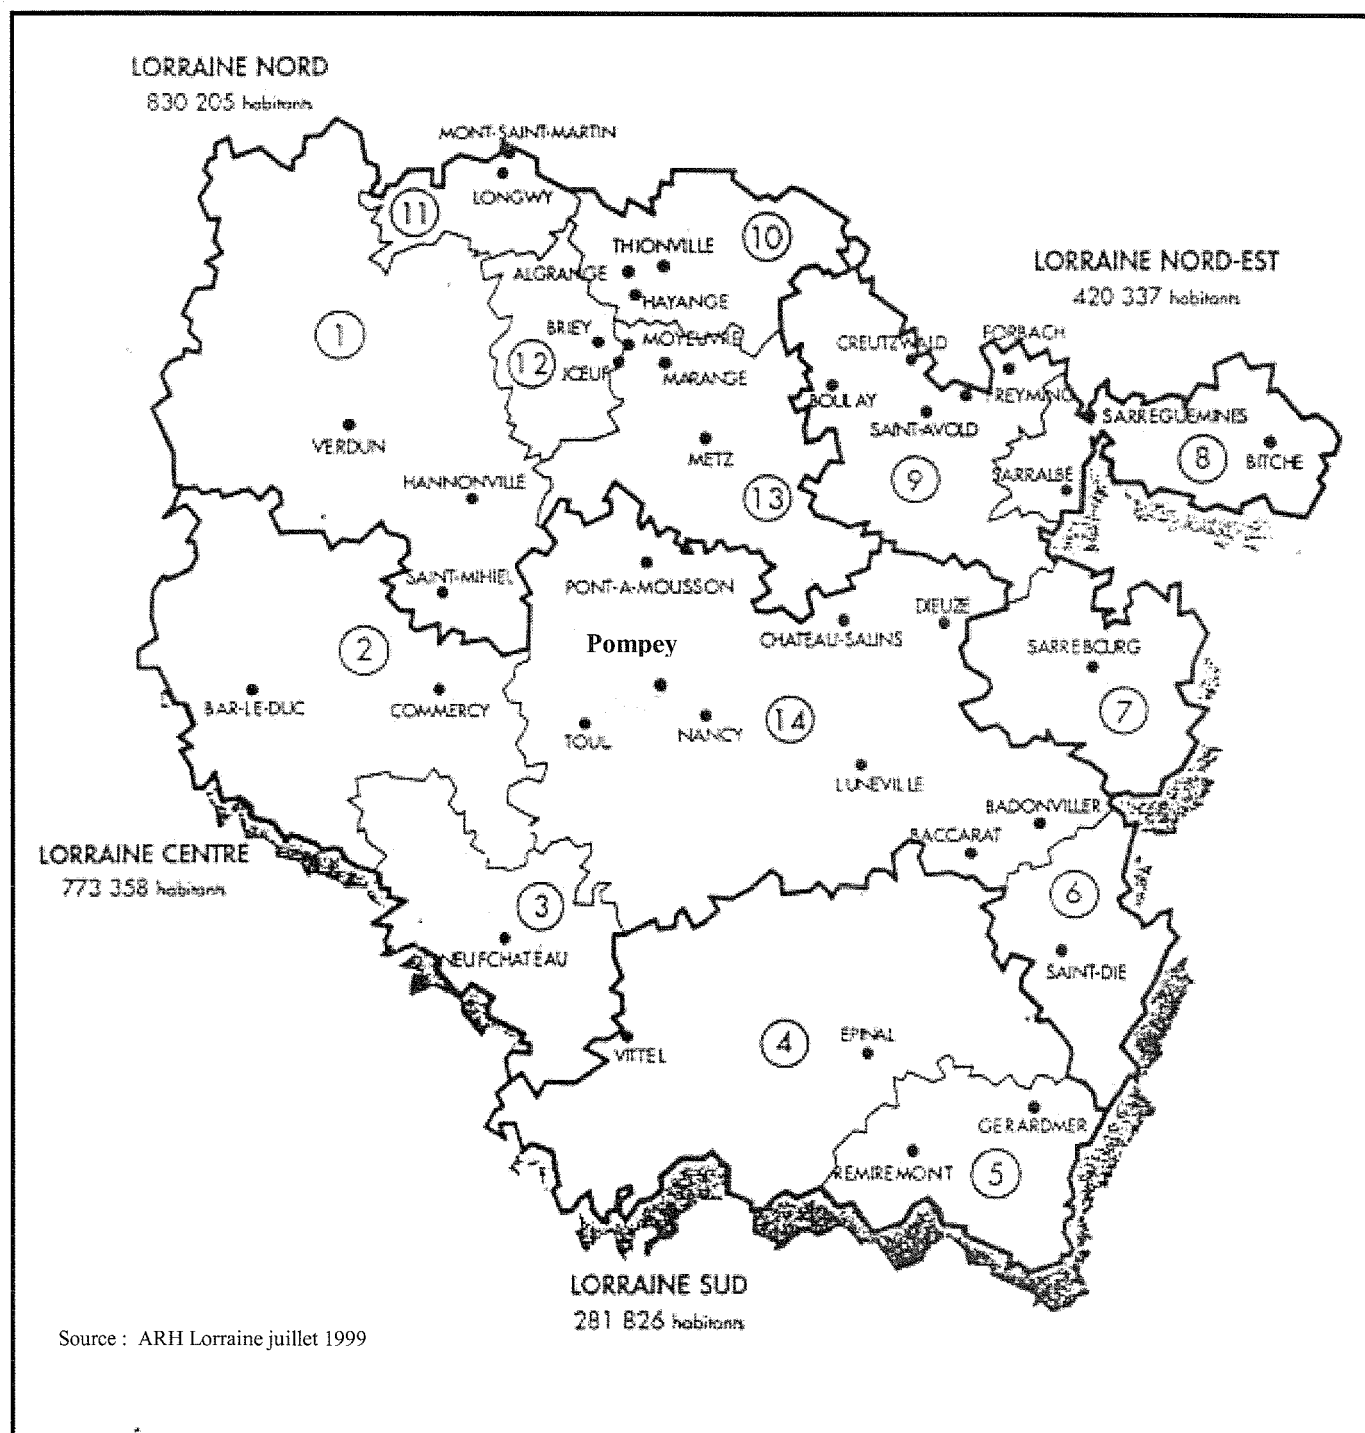 LORRAINE NORD
830 205 habitants
MONT-SAINT-MARTIN
LONGWY
11
10
THIONVILLE
ALGRANGE
HAYANGE
LORRAINE NORD-EST
420 337 habitants
1
BRIEY
MOYEUVRE
12
JŒUF
MARANGE
CREUTZWALD
FORBACH
BOULAY
FREYMING
SAINT-AVOLD
SARREGUEMINES
8
BITCHE
VERDUN
METZ
HANNONVILLE
13
9
SARRALBE
SAINT-MIHIEL
PONT-A-MOUSSON
DIEUZE
CHATEAU-SALINS
Pompey
2
SARREBOURG
BAR-LE-DUC
COMMERCY
TOUL
NANCY
14
7
LUNEVILLE
BADONVILLER
BACCARAT
LORRAINE CENTRE
773 358 habitants
3
6
NEUFCHATÉAU
SAINT-DIE
VITTEL
4
EPINAL
GERARDMER
REMIREMONT
5
LORRAINE SUD
281 826 habitants
Source : ARH Lorraine juillet 1999